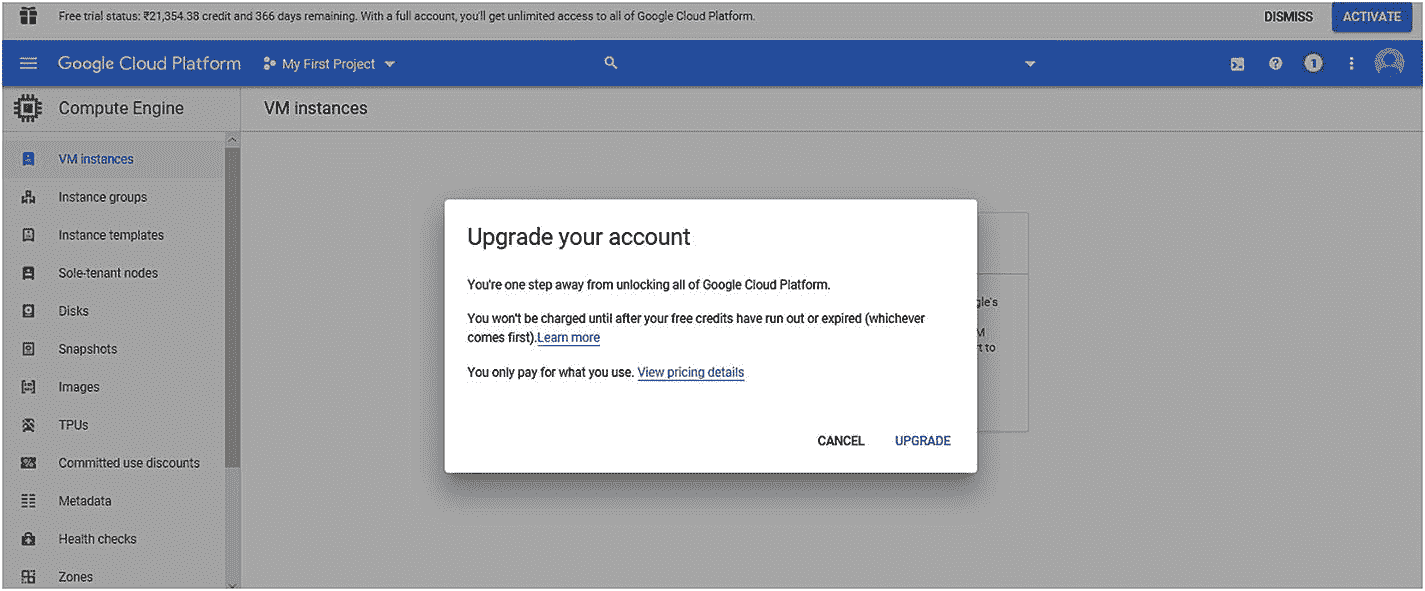 Free trial status: ₹21,354.38 credit and 366 days remaining. With a full account, you'll get unlimited access to all of Google Cloud Platform.
DISMISS
ACTIVATE
Google Cloud Platform
My First Project
1
Compute Engine
VM instances
VM instances
Instance groups
Instance templates
Sole-tenant nodes
Disks
Snapshots
Images
TPUs
Committed use discounts
Metadata
Health checks
Zones
Upgrade your account
You're one step away from unlocking all of Google Cloud Platform.
You won't be charged until after your free credits have run out or expired (whichever
comes first).Learn more
You only pay for what you use. View pricing details
CANCEL
UPGRADE
gle's
M
t to